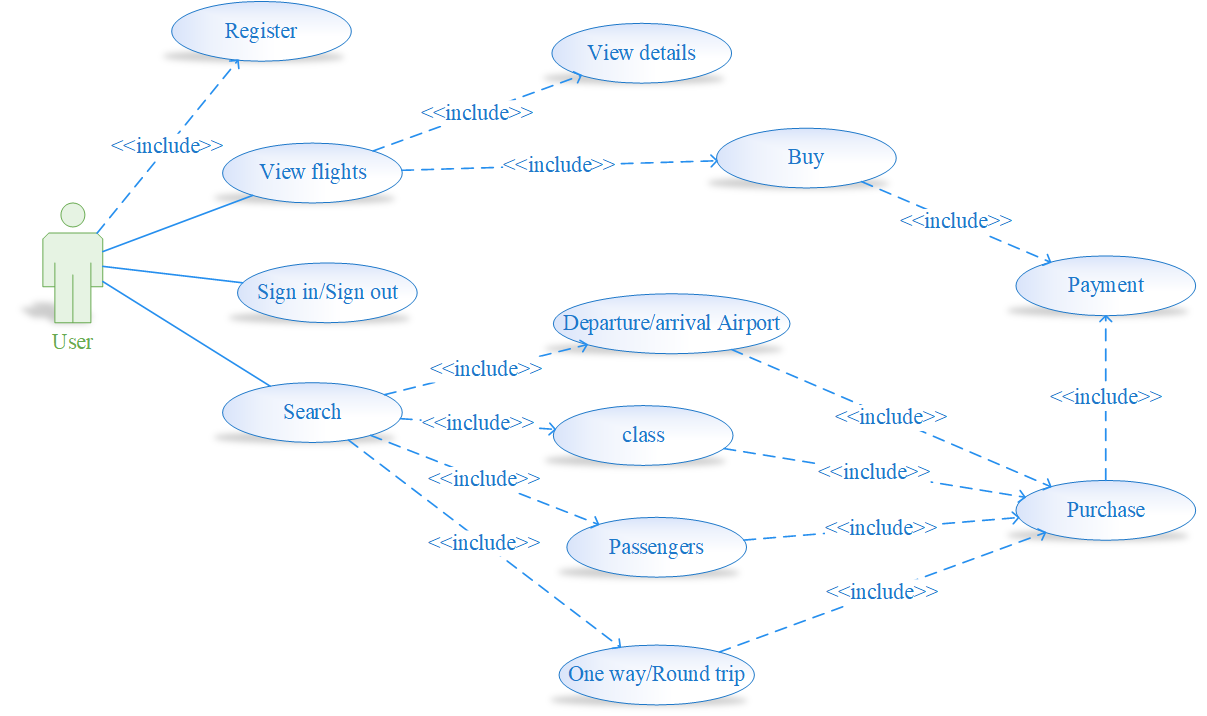 Register
View details
<<include>>
<<include>>
Buy
View flights
<<include>>
<<include>>
Payment
Sign in/Sign out
Departure/arrival Airport
User
<<include>>
<<include>>
Search
<<include>>
<<include>>
class
<<include>>
<<include>>
Purchase
<<include>>
<<include>>
Passengers
<<include>>
One way/Round trip